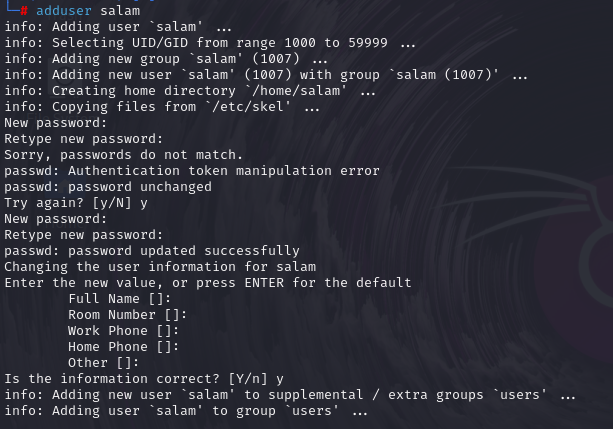 └─# adduser salam
info: Adding user `salam' ...
info: Selecting UID/GID from range 1000 to 59999 ...
info: Adding new group `salam' (1007) ...
info: Adding new user `salam' (1007) with group `salam (1007)' ...
info: Creating home directory `/home/salam' ...
info: Copying files from `/etc/skel' ...
New password:
Retype new password:
Sorry, passwords do not match.
passwd: Authentication token manipulation error
passwd: password unchanged
Try again? [y/N] y
New password:
Retype new password:
passwd: password updated successfully
Changing the user information for salam
Enter the new value, or press ENTER for the default
        Full Name []:
        Room Number []:
        Work Phone []:
        Home Phone []:
        Other []:
Is the information correct? [Y/n] y
info: Adding new user `salam' to supplemental / extra groups `users' ...
info: Adding user `salam' to group `users' ...